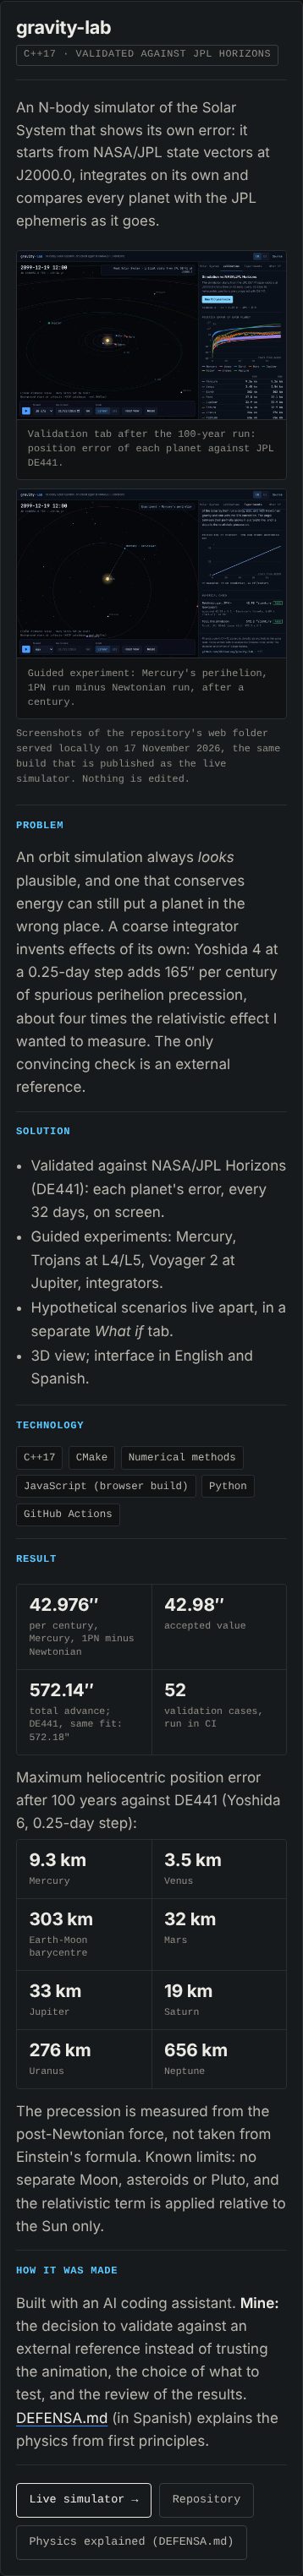 gravity-lab
C++17 · VALIDATED AGAINST JPL HORIZONS
An N-body simulator of the Solar
System that shows its own error: it
starts from NASA/JPL state vectors at
J2000.0, integrates on its own and
compares every planet with the JPL
ephemeris as it goes.
2099-12-19 12:00
Validation tab after the 100-year run:
position error of each planet against JPL
DE441.
Guided experiment: Mercury's perihelion,
1PN run minus Newtonian run, after a
century.
Screenshots of the repository's web folder
served locally on 17 November 2026, the same
build that is published as the live
simulator. Nothing is edited.
PROBLEM
An orbit simulation always looks
plausible, and one that conserves
energy can still put a planet in the
wrong place. A coarse integrator
invents effects of its own: Yoshida 4 at
a 0.25-day step adds 165″ per century
of spurious perihelion precession,
about four times the relativistic effect I
wanted to measure. The only
convincing check is an external
reference.
SOLUTION
• Validated against NASA/JPL Horizons
(DE441): each planet's error, every
32 days, on screen.
• Guided experiments: Mercury,
Trojans at L4/L5, Voyager 2 at
Jupiter, integrators.
• Hypothetical scenarios live apart, in a
separate What if tab.
• 3D view; interface in English and
Spanish.
TECHNOLOGY
C++17 CMake Numerical methods
JavaScript (browser build) Python
GitHub Actions
RESULT
42.976″ 42.98″
per century, accepted value
Mercury, 1PN minus
Newtonian
572.14″ 52
total advance; validation cases,
DE441, same fit: run in CI
572.18″
Maximum heliocentric position error
after 100 years against DE441 (Yoshida
6, 0.25-day step):
9.3 km 3.5 km
Mercury Venus
303 km 32 km
Earth-Moon Mars
barycentre
33 km 19 km
Jupiter Saturn
276 km 656 km
Uranus Neptune
The precession is measured from the
post-Newtonian force, not taken from
Einstein's formula. Known limits: no
separate Moon, asteroids or Pluto, and
the relativistic term is applied relative to
the Sun only.
HOW IT WAS MADE
Built with an AI coding assistant. Mine:
the decision to validate against an
external reference instead of trusting
the animation, the choice of what to
test, and the review of the results.
DEFENSA.md (in Spanish) explains the
physics from first principles.
Live simulator → Repository
Physics explained (DEFENSA.md)